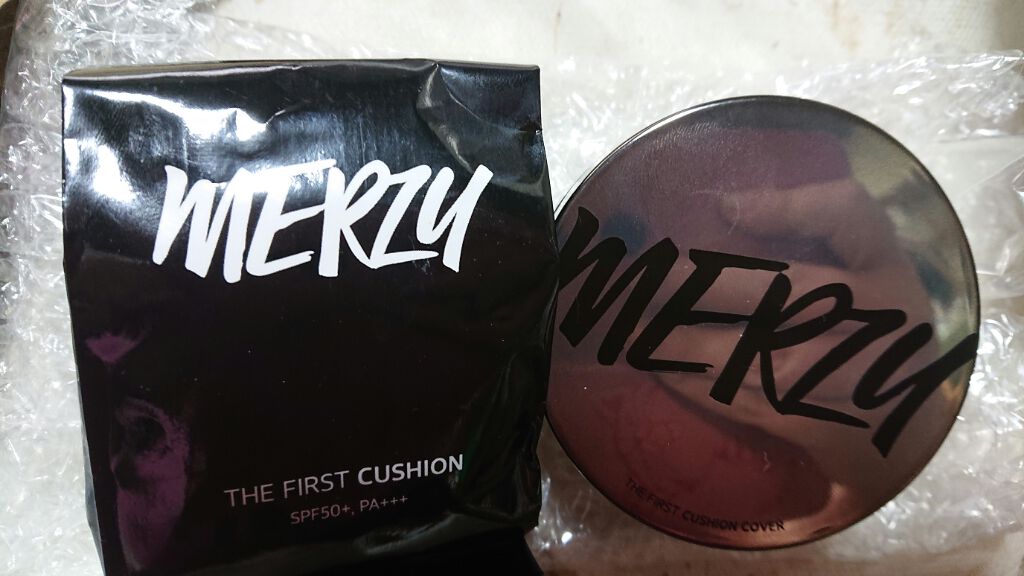 MERZY
THE FIRST CUSHION
SPF50+, PA+++
MERZY
THE FIRST CUSHION COVER